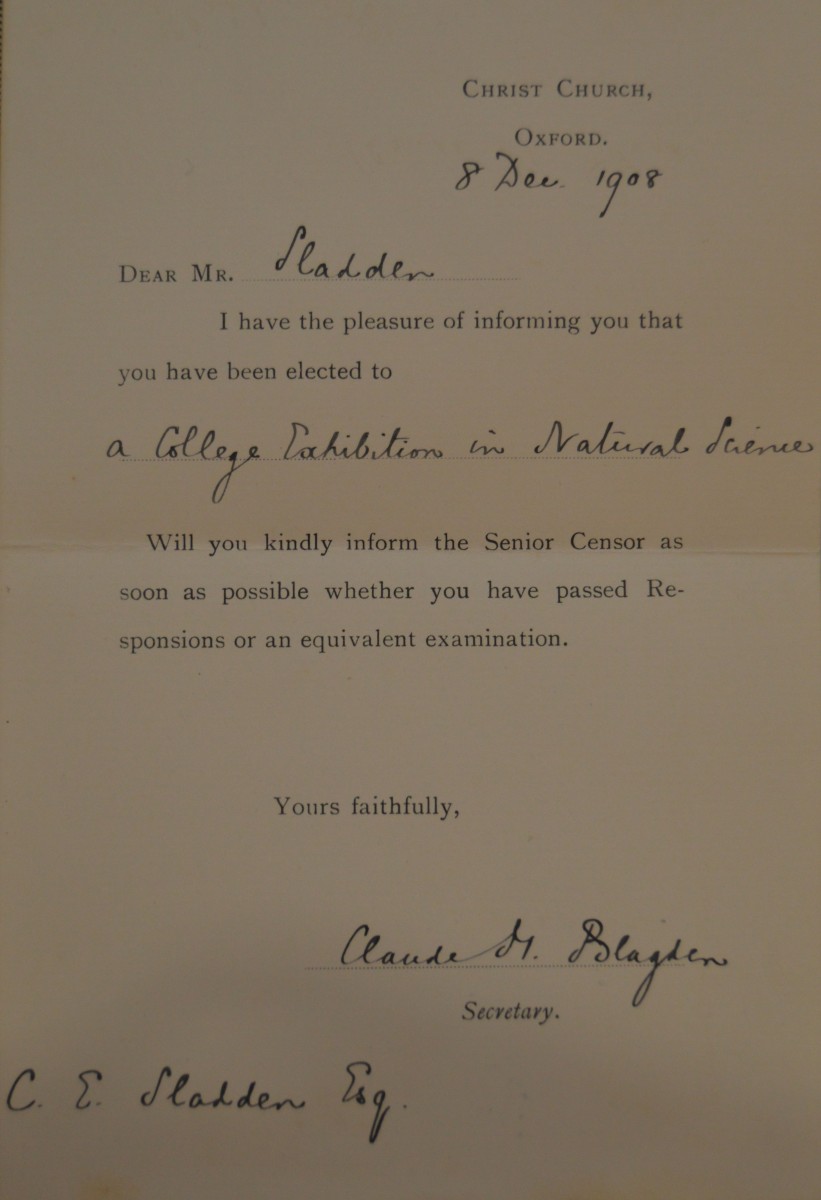 CHRIST CHURCH,
OXFORD.
8 Dec. 1908
DEAR MR. Sladden
I have the pleasure of informing you that
you have been elected to
a College Exhibition in Natural Science
Will you kindly inform the Senior Censor as
soon as possible whether you have passed Re-
sponsions or an equivalent examination.
Yours faithfully,
Claude M. Blagden
Secretary.
C. E. Sladden Esq.